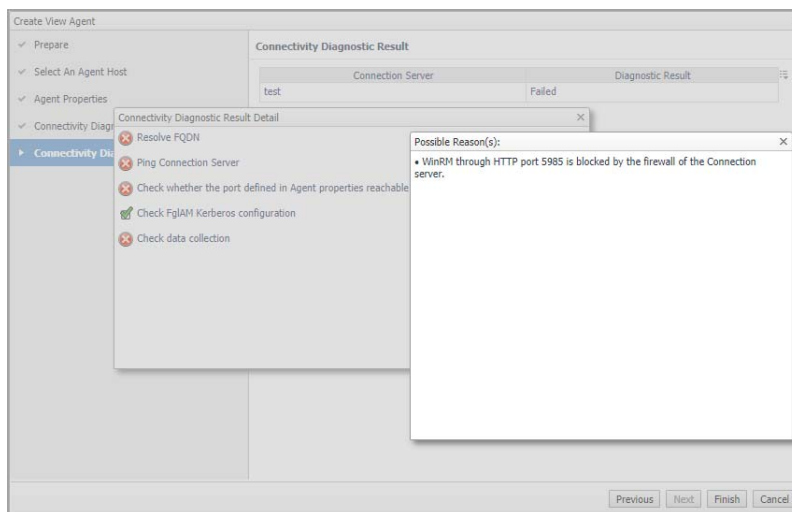 Create View Agent
Prepare
Select An Agent Host
Agent Properties
Connectivity Diagn
Connectivity Dia
Connectivity Diagnostic Result
Connection Server
Diagnostic Result
test
Failed
Connectivity Diagnostic Result Detail
Resolve FQDN
Ping Connection Server
Check whether the port defined in Agent properties reachable
Check FglAM Kerberos configuration
Check data collection
Possible Reason(s):
• WinRM through HTTP port 5985 is blocked by the firewall of the Connection
server.
Previous
Next
Finish
Cancel